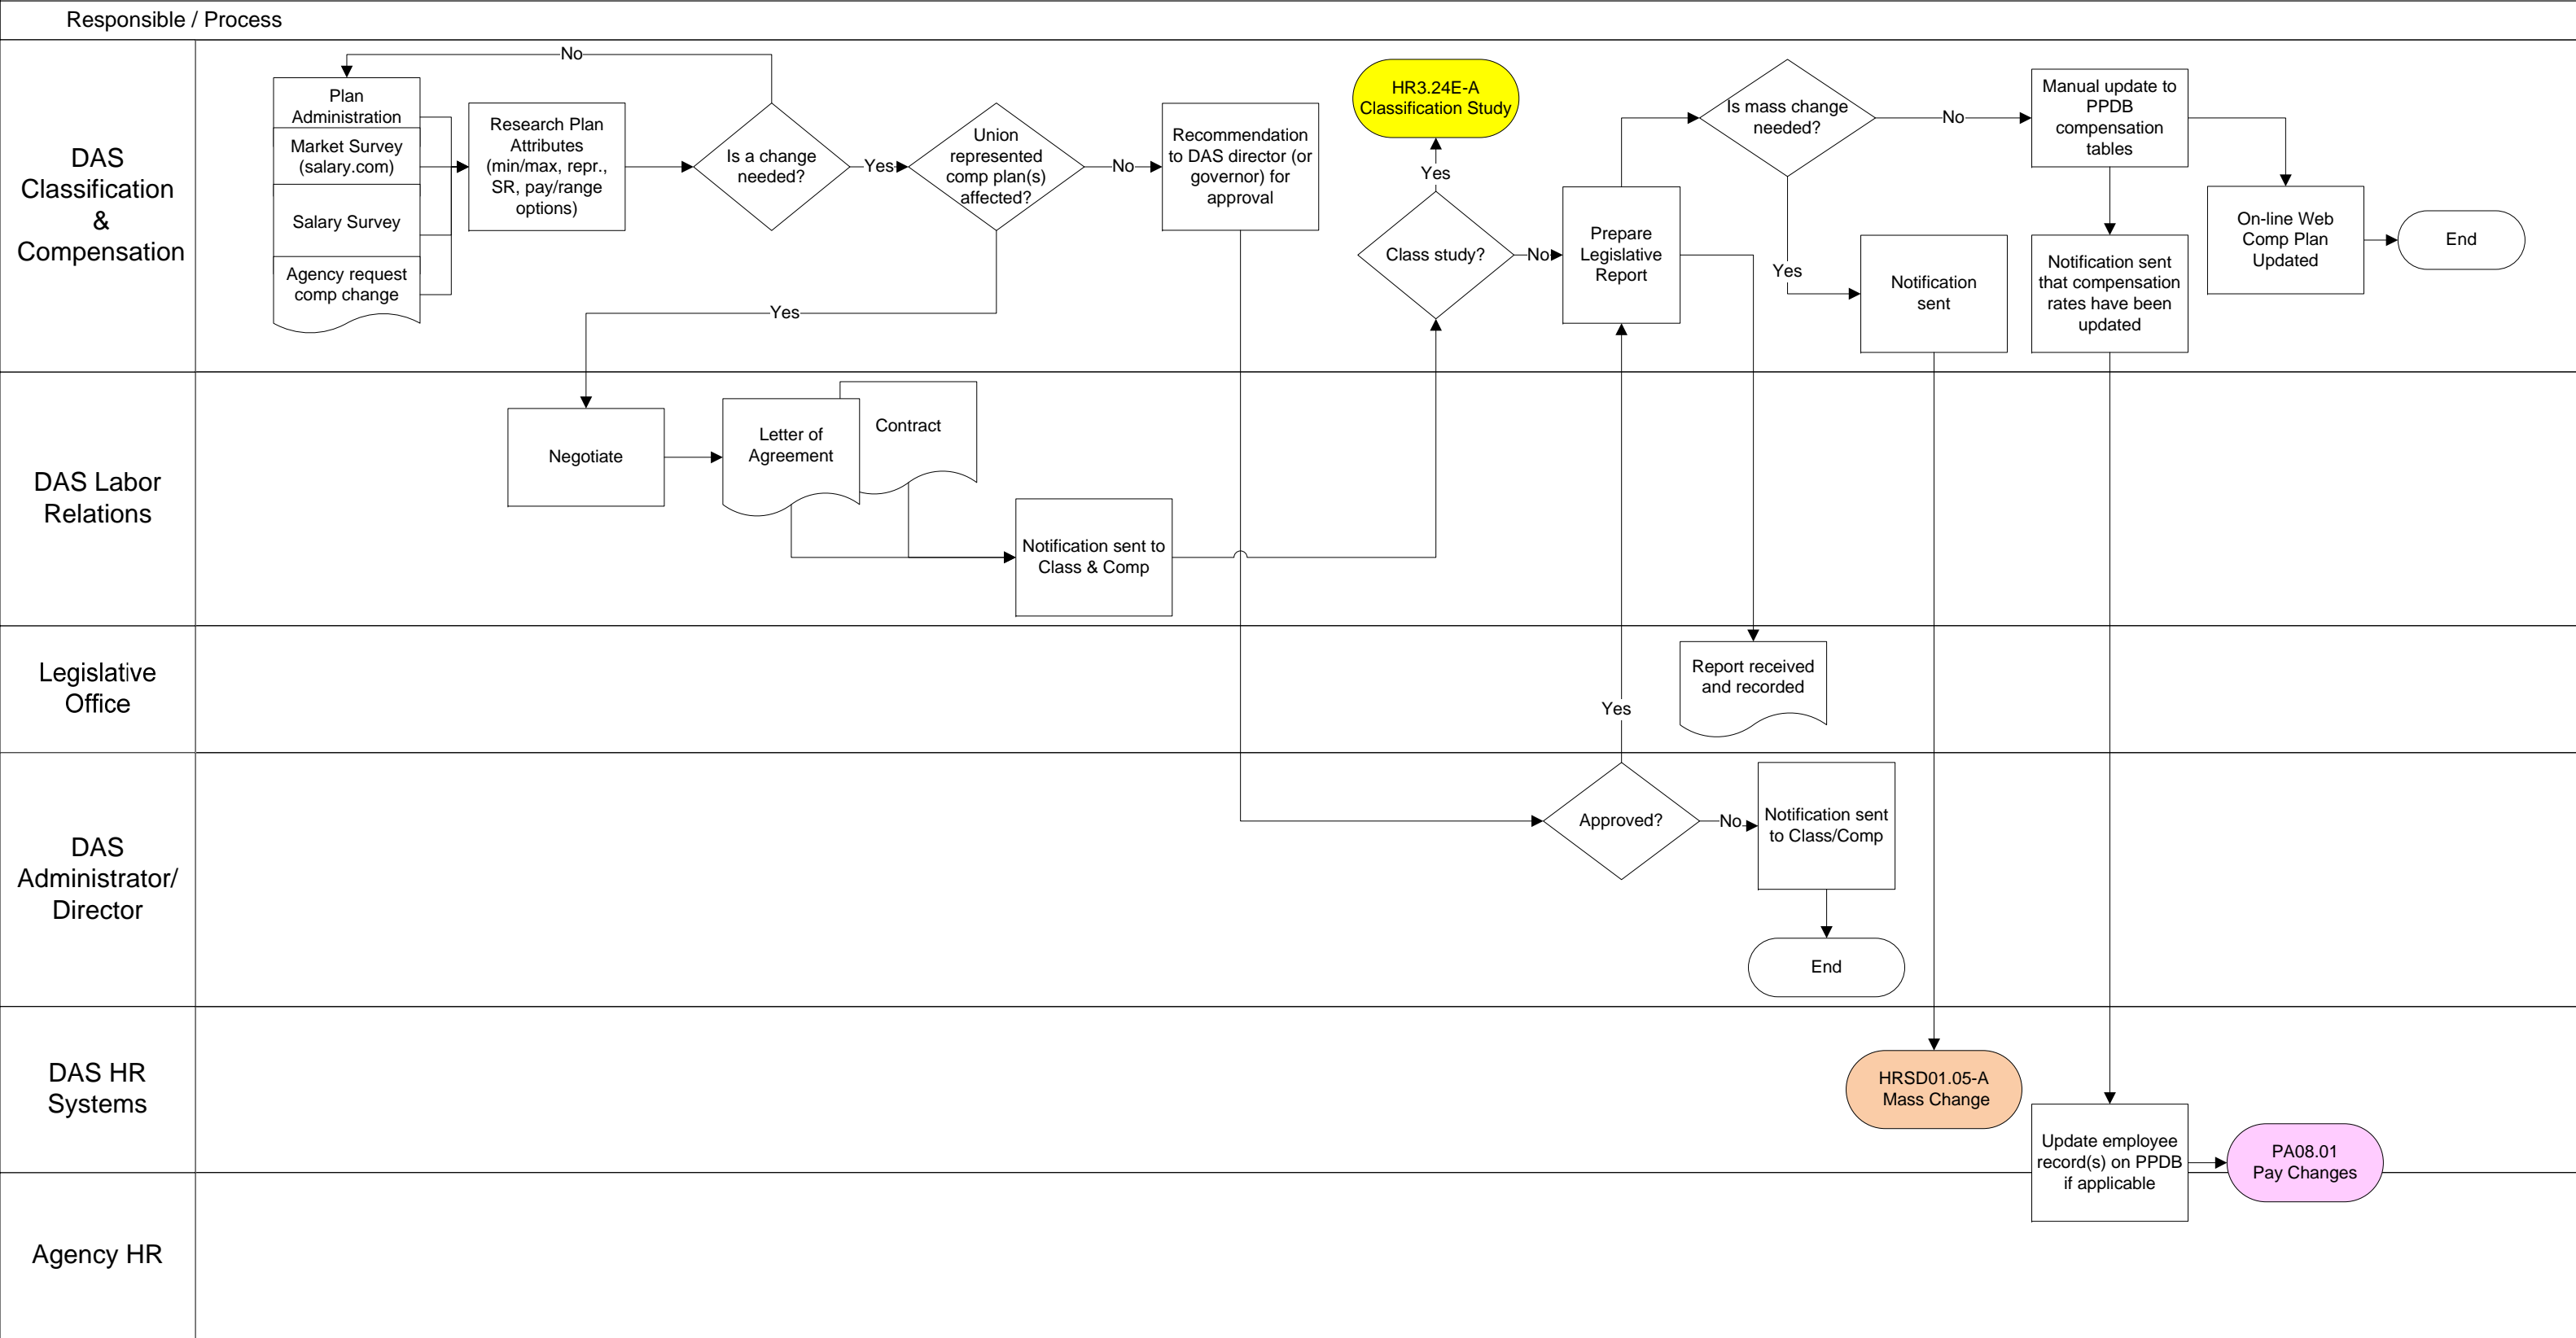 Responsible / Process
DAS
Classification
&
Compensation
No
Plan
Administration
Market Survey
(salary.com)
Salary Survey
Agency request
comp change
Research Plan
Attributes
(min/max, repr.,
SR, pay/range
options)
Is a change
needed?
Yes
Union
represented
comp plan(s)
affected?
No
Recommendation
to DAS director (or
governor) for
approval
Yes
HR3.24E-A
Classification Study
Yes
Class study?
No
Prepare
Legislative
Report
Is mass change
needed?
No
Yes
Notification
sent
Manual update to
PPDB
compensation
tables
Notification sent
that compensation
rates have been
updated
On-line Web
Comp Plan
Updated
End
DAS Labor
Relations
Negotiate
Letter of
Agreement
Contract
Notification sent to
Class & Comp
Legislative
Office
Yes
Report received
and recorded
DAS
Administrator/
Director
Approved?
No
Notification sent
to Class/Comp
End
DAS HR
Systems
HRSD01.05-A
Mass Change
Update employee
record(s) on PPDB
if applicable
PA08.01
Pay Changes
Agency HR